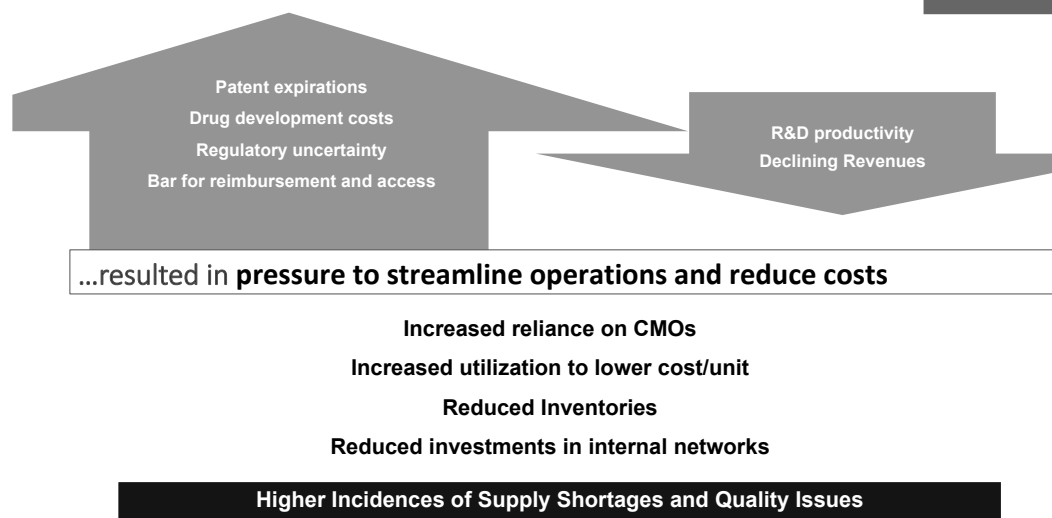 Patent expirations
Drug development costs
Regulatory uncertainty
Bar for reimbursement and access
R&D productivity
Declining Revenues
...resulted in pressure to streamline operations and reduce costs
Increased reliance on CMOs
Increased utilization to lower cost/unit
Reduced Inventories
Reduced investments in internal networks
Higher Incidences of Supply Shortages and Quality Issues